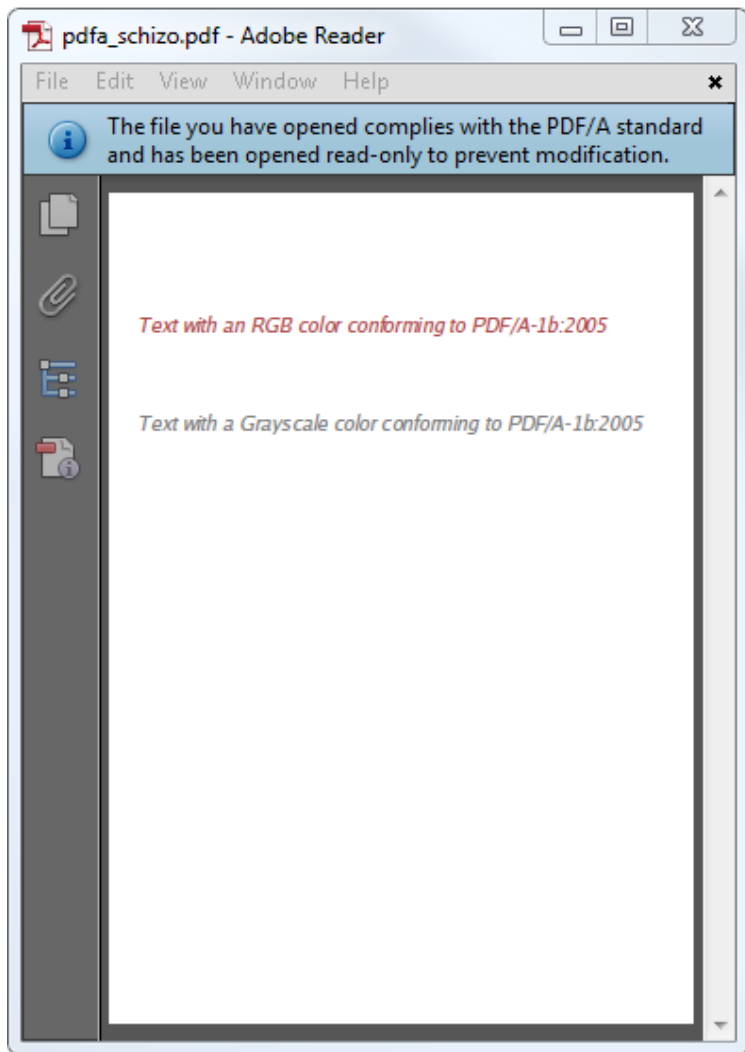 pdfa_schizo.pdf - Adobe Reader
File Edit View Window Help
The file you have opened complies with the PDF/A standard
and has been opened read-only to prevent modification.
Text with an RGB color conforming to PDF/A-1b:2005
Text with a Grayscale color conforming to PDF/A-1b:2005